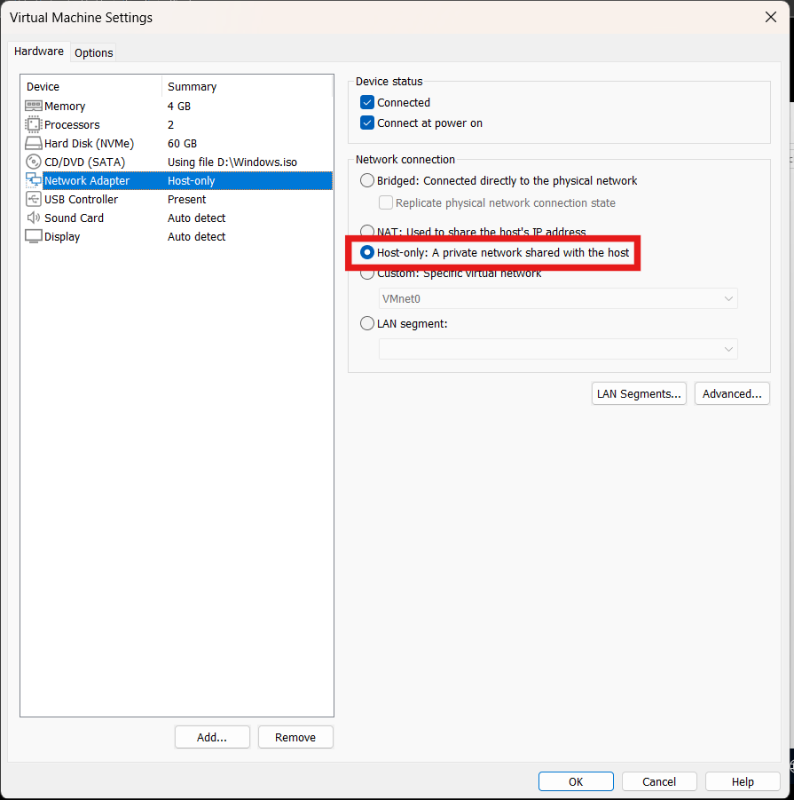 Virtual Machine Settings
Hardware Options
Device Summary
Memory 4 GB
Processors 2
Hard Disk (NVMe) 60 GB
CD/DVD (SATA) Using file D:\Windows.iso
Network Adapter Host-only
USB Controller Present
Sound Card Auto detect
Display Auto detect
Add... Remove
Device status
Connected
Connect at power on
Network connection
Bridged: Connected directly to the physical network
Replicate physical network connection state
NAT: Used to share the host's IP address
Host-only: A private network shared with the host
Custom: Specific virtual network
VMnet0
LAN segment:
LAN Segments... Advanced...
OK Cancel Help